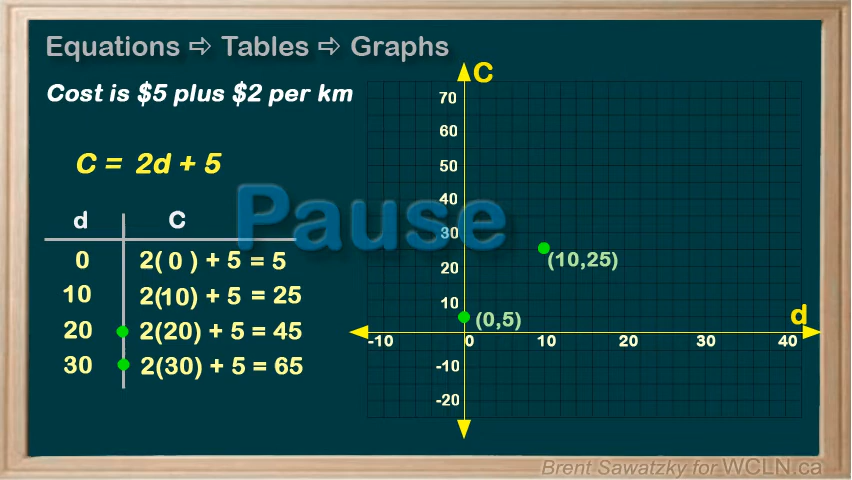 Equations ⇨ Tables ⇨ Graphs
Cost is $5 plus $2 per km
C = 2d + 5
d C
0 2( 0 ) + 5 = 5
10 2(10) + 5 = 25
20 2(20) + 5 = 45
30 2(30) + 5 = 65
Pause
C
70
60
50
40
30
20
10
-10
-20
(10,25)
(0,5)
d
-10 0 10 20 30 40
Brent Sawatzky for WCLN.ca